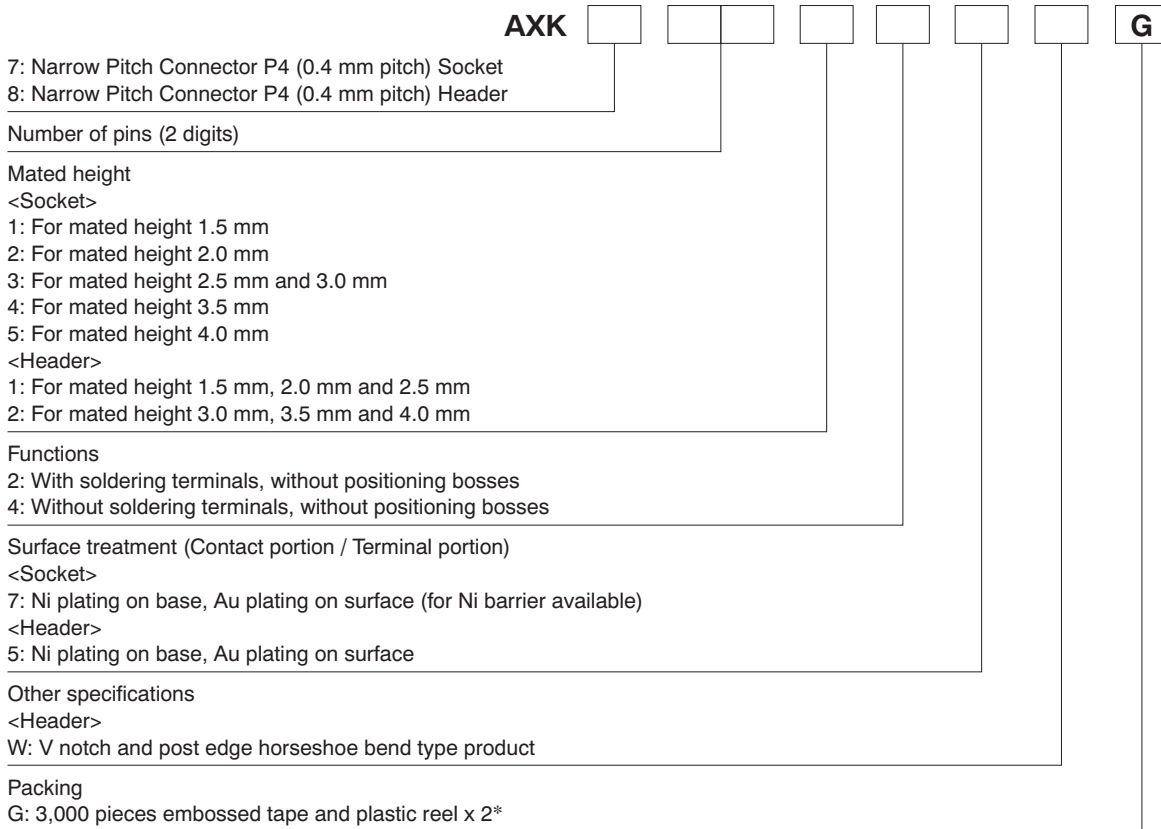 AXK G
7: Narrow Pitch Connector P4 (0.4 mm pitch) Socket
8: Narrow Pitch Connector P4 (0.4 mm pitch) Header
Number of pins (2 digits)
Mated height
<Socket>
1: For mated height 1.5 mm
2: For mated height 2.0 mm
3: For mated height 2.5 mm and 3.0 mm
4: For mated height 3.5 mm
5: For mated height 4.0 mm
<Header>
1: For mated height 1.5 mm, 2.0 mm and 2.5 mm
2: For mated height 3.0 mm, 3.5 mm and 4.0 mm
Functions
2: With soldering terminals, without positioning bosses
4: Without soldering terminals, without positioning bosses
Surface treatment (Contact portion / Terminal portion)
<Socket>
7: Ni plating on base, Au plating on surface (for Ni barrier available)
<Header>
5: Ni plating on base, Au plating on surface
Other specifications
<Header>
W: V notch and post edge horseshoe bend type product
Packing
G: 3,000 pieces embossed tape and plastic reel x 2*